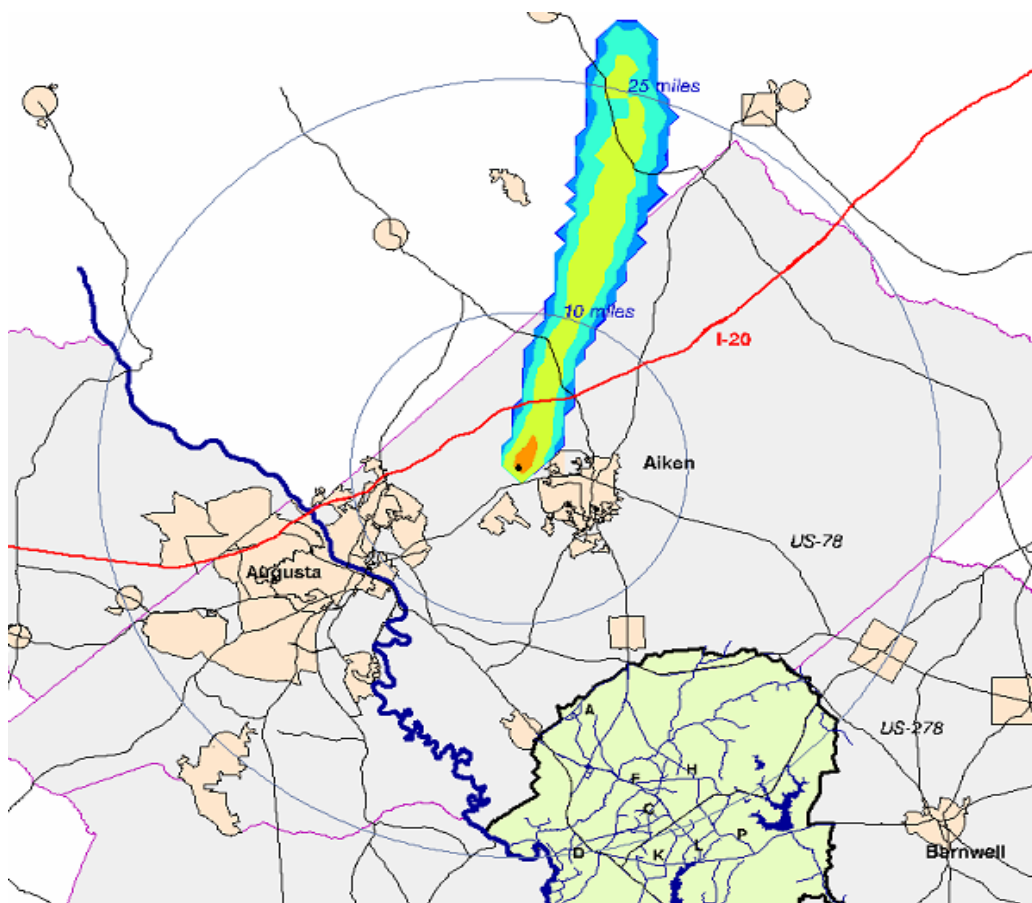 25 miles
10 miles
I-20
Aiken
US-78
Augusta
A
US-278
H
F
C
P
L
D
K
Barnwell